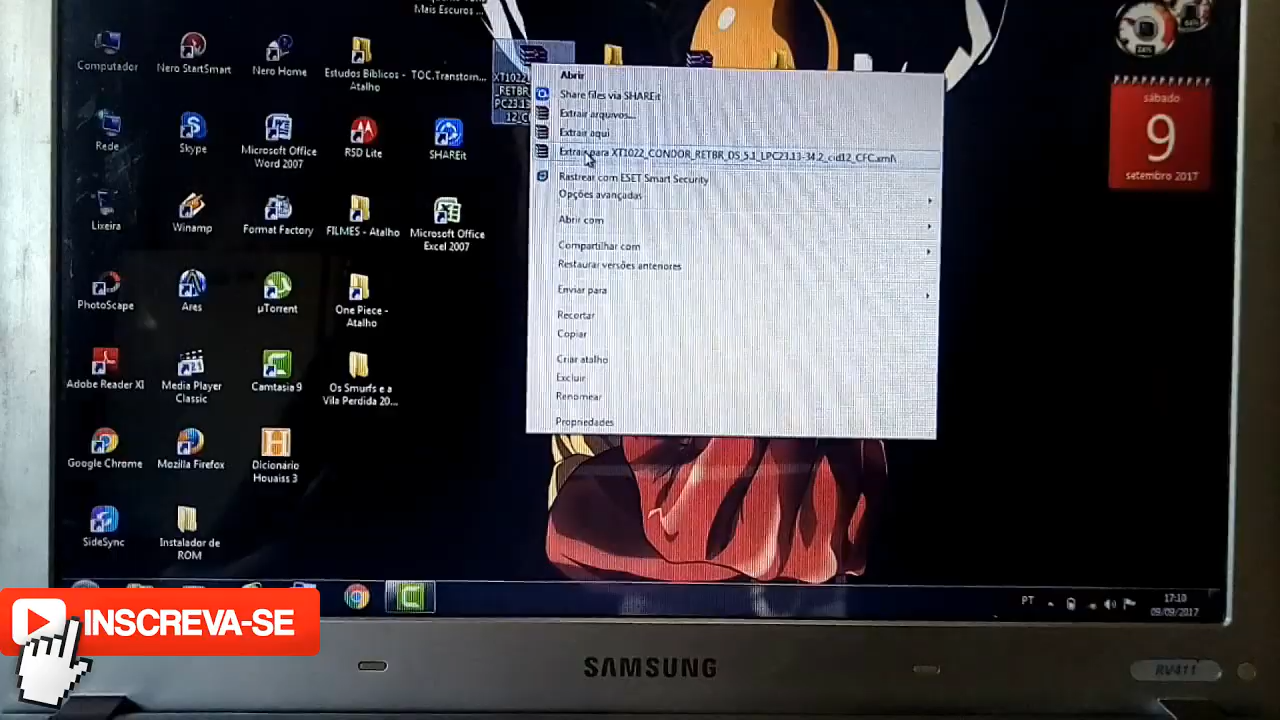 Mais Escuros ...
Computador
Nero StartSmart
Nero Home
Estudos Bíblicos -
Atalho
TOC.Transtorn...
XT1022_
_RETBR_
PC23.13
12_C
Rede
Skype
Microsoft Office
Word 2007
RSD Lite
SHAREit
Lixeira
Winamp
Format Factory
FILMES - Atalho
Microsoft Office
Excel 2007
PhotoScape
Ares
µTorrent
One Piece -
Atalho
Adobe Reader XI
Media Player
Classic
Camtasia 9
Os Smurfs e a
Vila Perdida 20...
Google Chrome
Mozilla Firefox
Dicionário
Houaiss 3
SideSync
Instalador de
ROM
Abrir
Share files via SHAREit
Extrair arquivos...
Extrair aqui
Extrair para XT1022_CONDOR_RETBR_DS_5.1_LPC23.13-34.2_cid12_CFC.xml\
Rastrear com ESET Smart Security
Opções avançadas
Abrir com
Compartilhar com
Restaurar versões anteriores
Enviar para
Recortar
Copiar
Criar atalho
Excluir
Renomear
Propriedades
sábado
9
setembro 2017
PT
17:10
09/09/2017
INSCREVA-SE
SAMSUNG
RV411